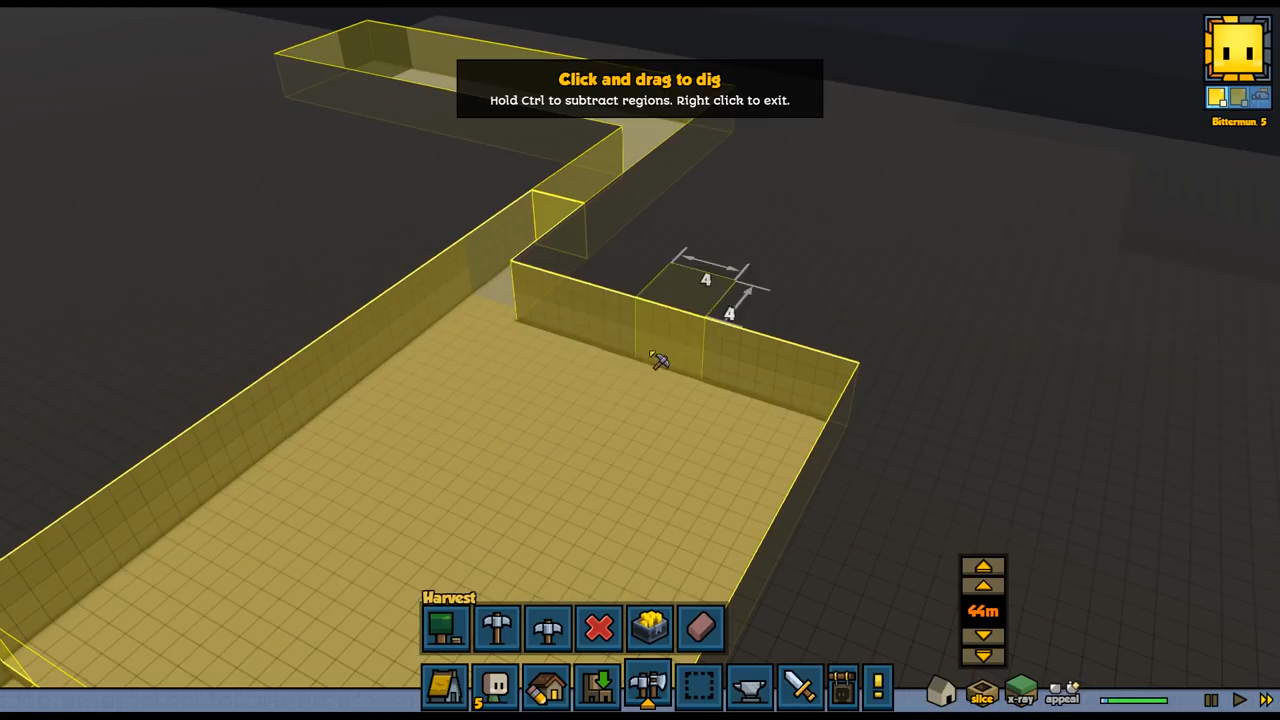 Click and drag to dig
Hold Ctrl to subtract regions. Right click to exit.
Bittermun. 5
4
4
Harvest
44m
5
slice
x-ray
appeal